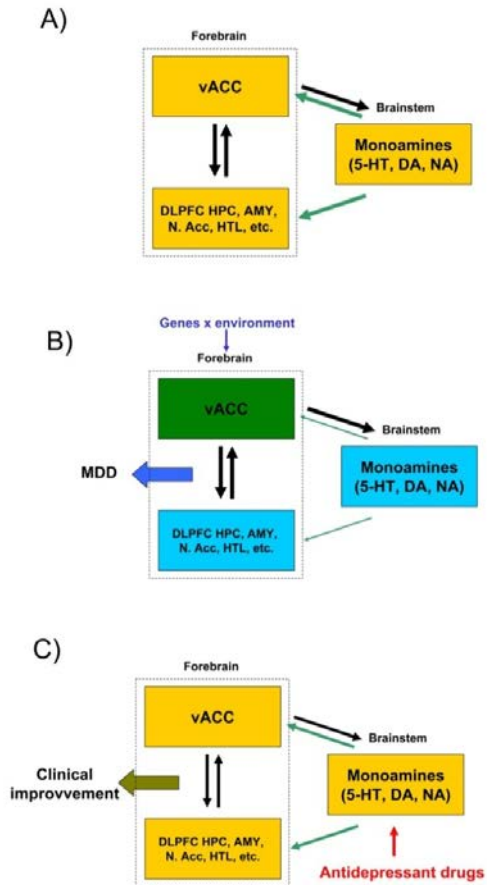 A)
Forebrain
vACC
Brainstem
Monoamines
(5-HT, DA, NA)
DLPFC HPC, AMY,
N. Acc, HTL, etc.
B)
Genes x environment
Forebrain
vACC
Brainstem
MDD
Monoamines
(5-HT, DA, NA)
DLPFC HPC, AMY,
N. Acc, HTL, etc.
C)
Forebrain
vACC
Brainstem
Clinical
improvvement
Monoamines
(5-HT, DA, NA)
DLPFC HPC, AMY,
N. Acc, HTL, etc.
Antidepressant drugs